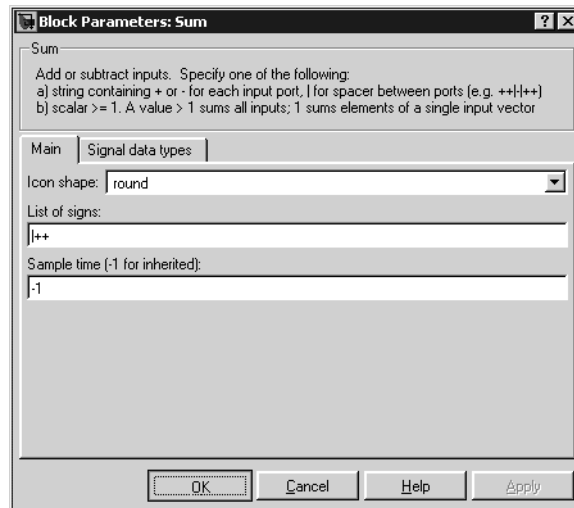 Block Parameters: Sum
Sum
Add or subtract inputs. Specify one of the following:
a) string containing + or - for each input port, | for spacer between ports (e.g. ++|-|++)
b) scalar >= 1. A value > 1 sums all inputs; 1 sums elements of a single input vector
Main Signal data types
Icon shape: round
List of signs:
|++
Sample time (-1 for inherited):
-1
OK Cancel Help Apply